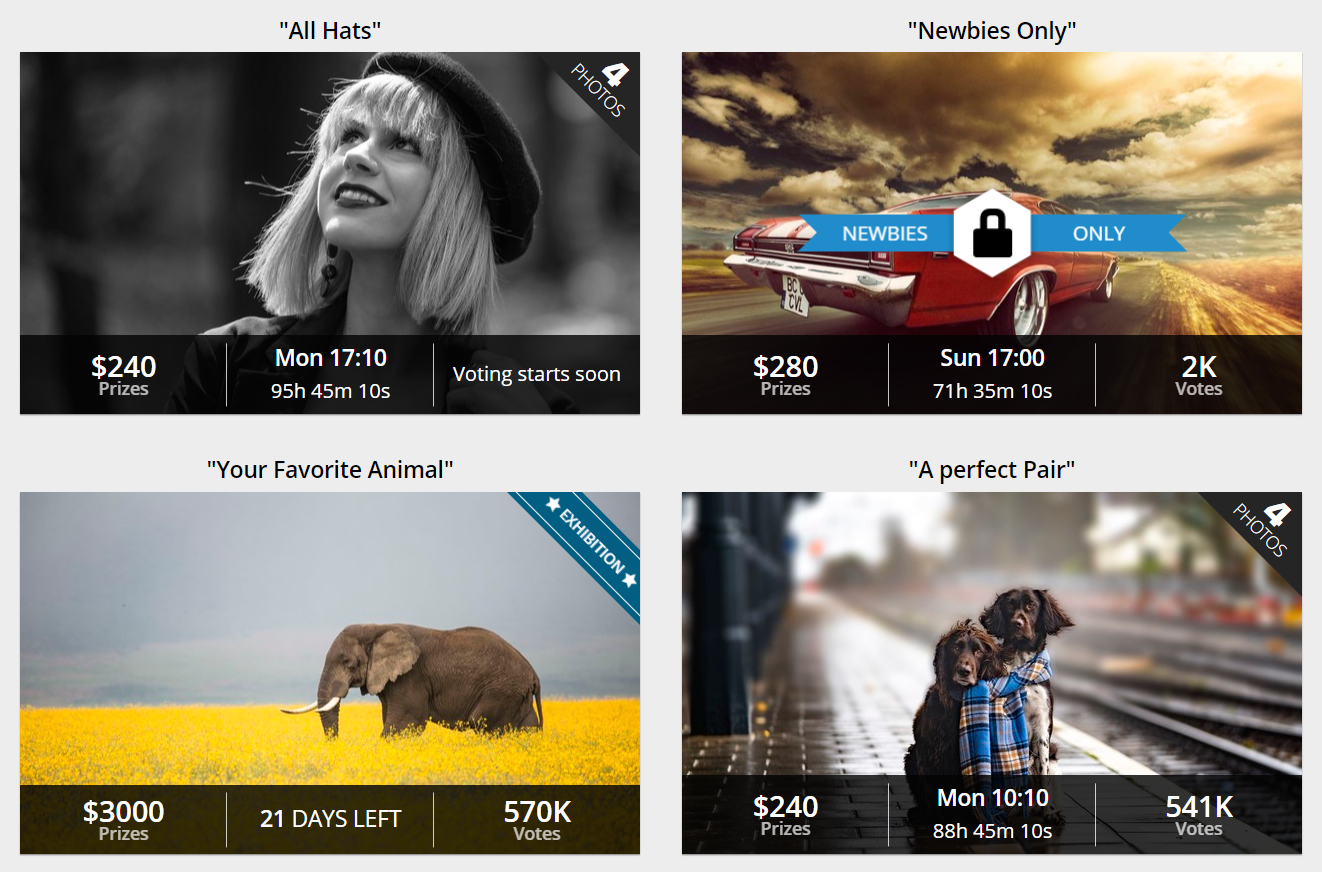 "All Hats"
4
PHOTOS
$240
Prizes
Mon 17:10
95h 45m 10s
Voting starts soon
"Newbies Only"
NEWBIES ONLY
BC
CVL
$280
Prizes
Sun 17:00
71h 35m 10s
2K
Votes
"Your Favorite Animal"
EXHIBITION
$3000
Prizes
21 DAYS LEFT
570K
Votes
"A perfect Pair"
4
PHOTOS
$240
Prizes
Mon 10:10
88h 45m 10s
541K
Votes